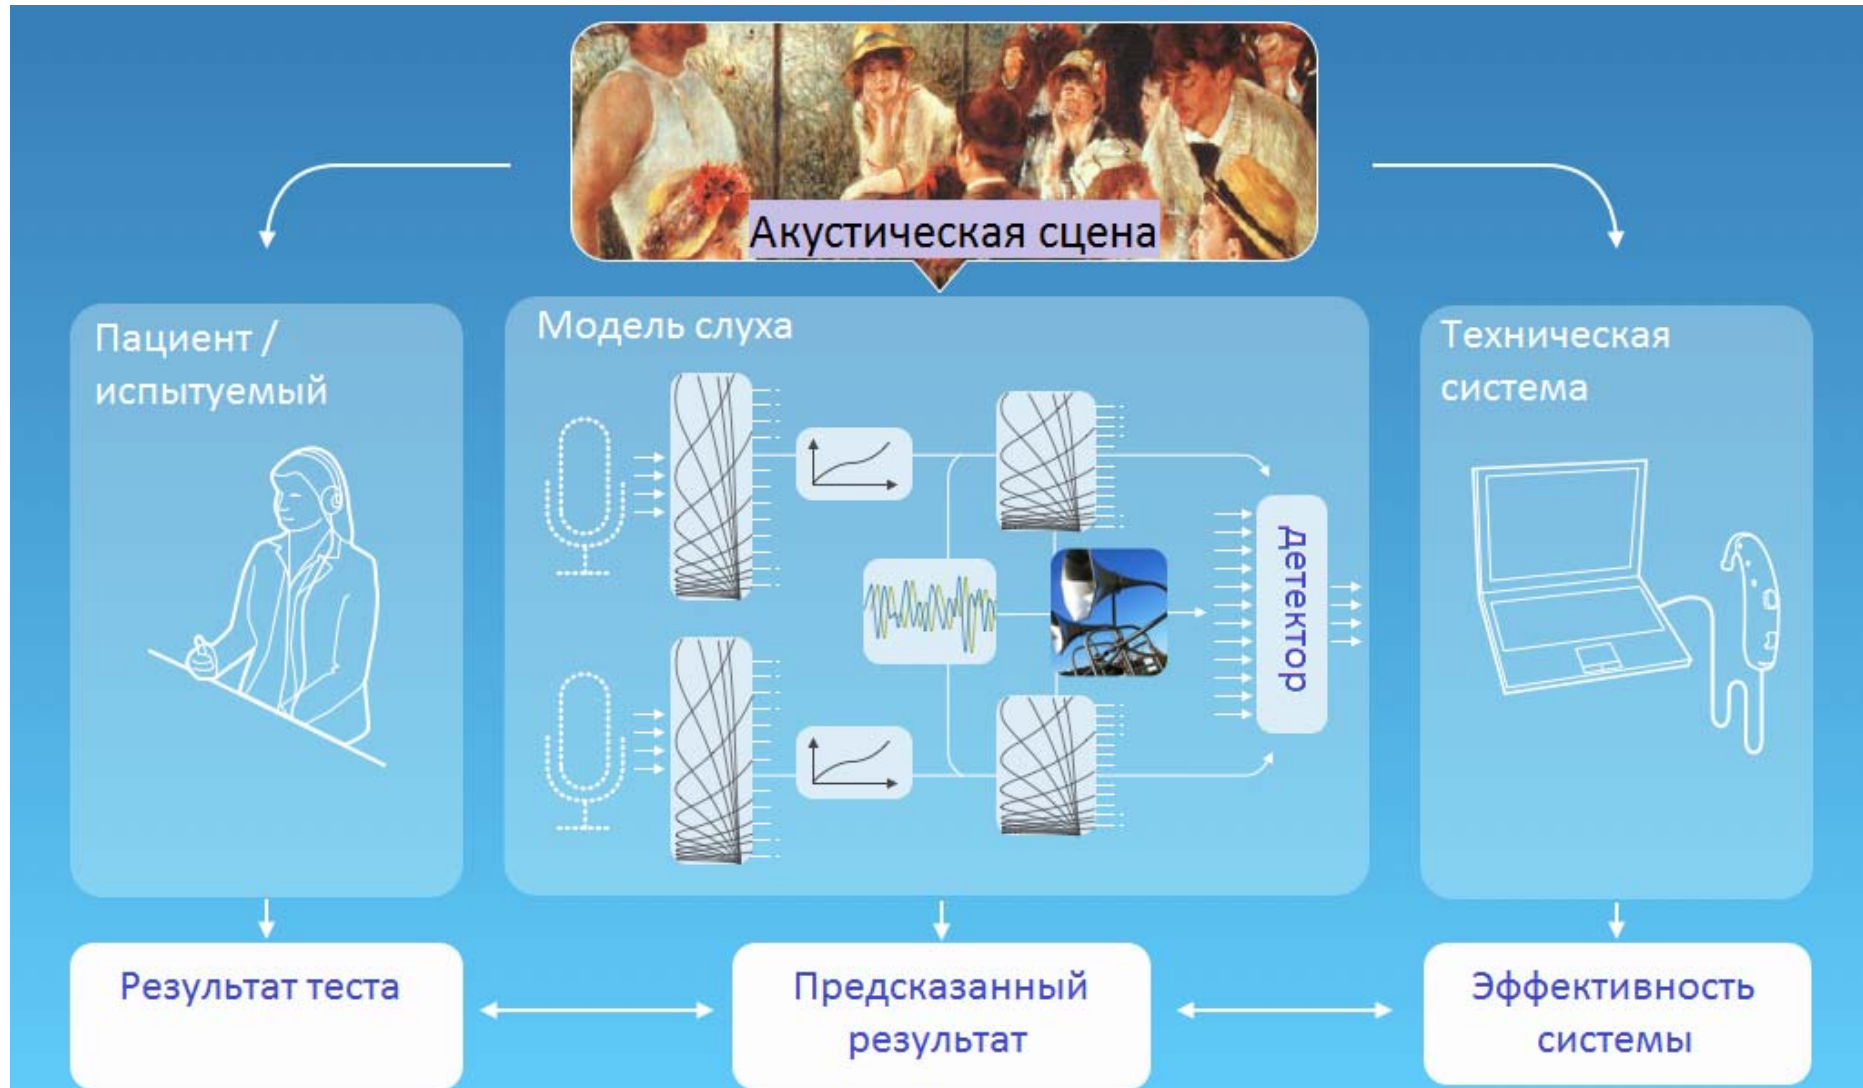 Акустическая сцена
Пациент /
испытуемый
Модель слуха
Техническая
система
детектор
Результат теста
Предсказанный
результат
Эффективность
системы